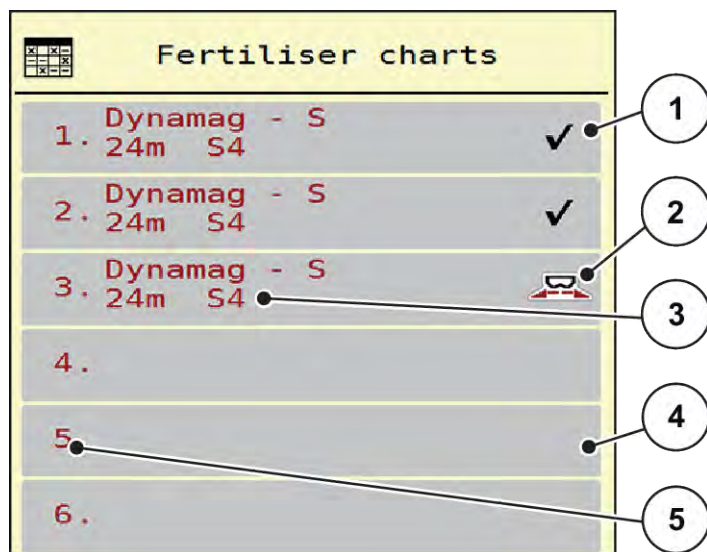 Fertiliser charts
1. Dynamag - S
24m S4
1
2. Dynamag - S
24m S4
2
3. Dynamag - S
24m S4
3
4.
4
5
5
6.